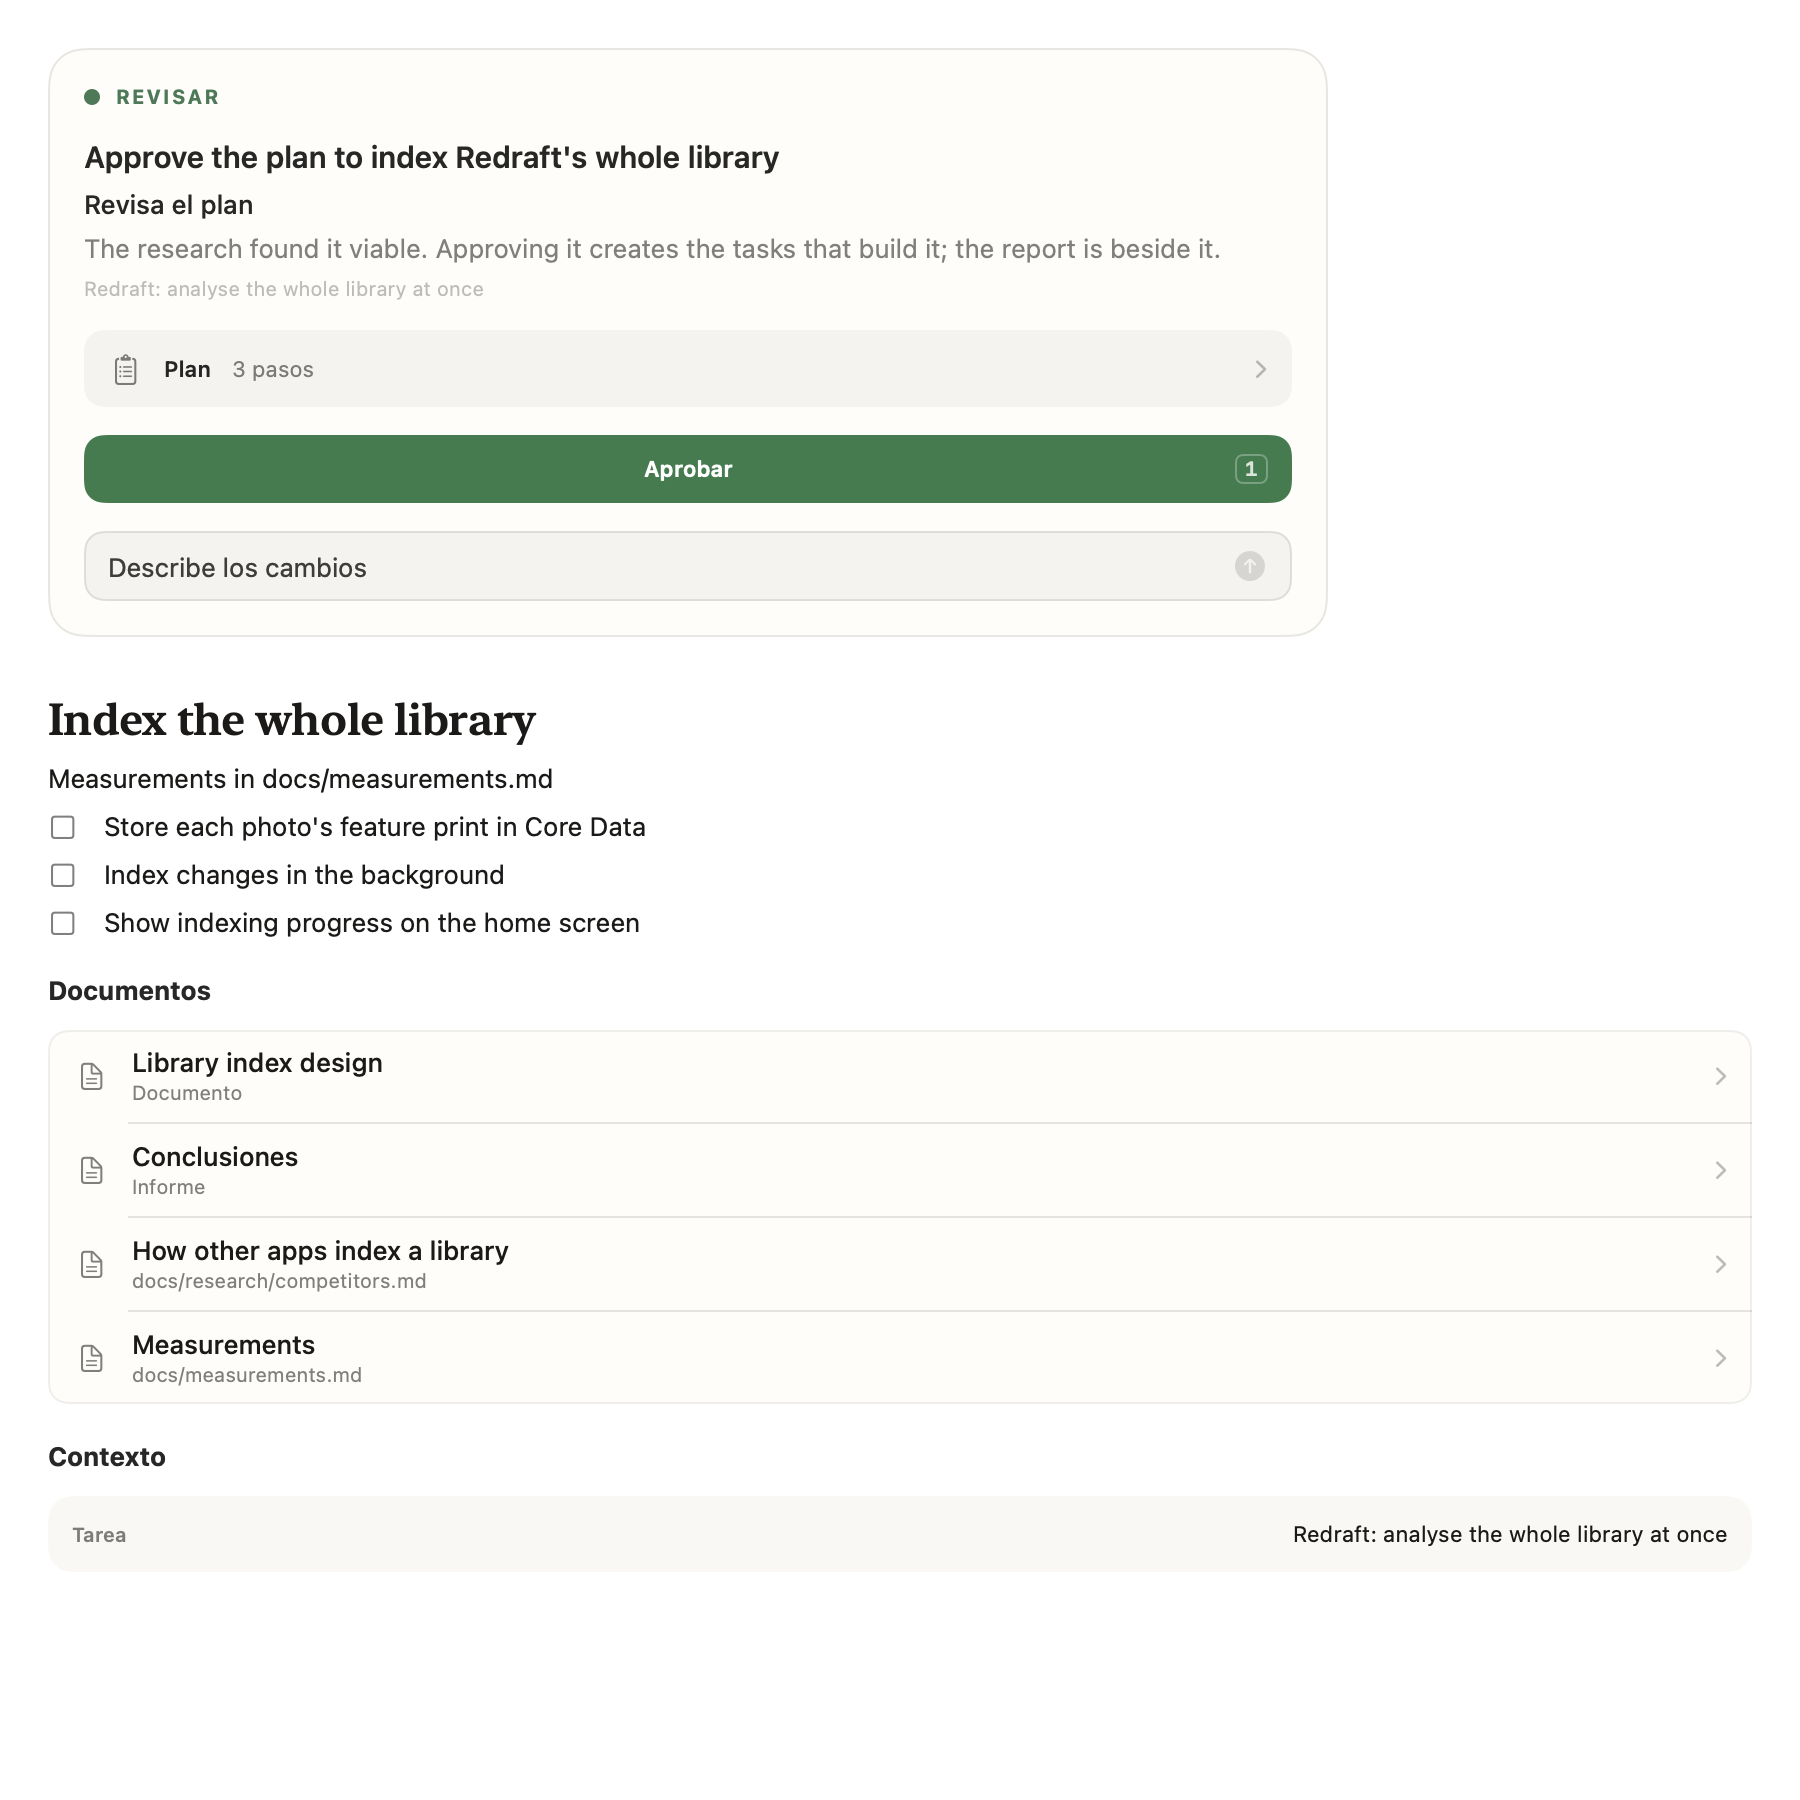 REVISAR
Approve the plan to index Redraft's whole library
Revisa el plan
The research found it viable. Approving it creates the tasks that build it; the report is beside it.
Redraft: analyse the whole library at once
Plan 3 pasos
Aprobar 1
Describe los cambios
Index the whole library
Measurements in docs/measurements.md
Store each photo's feature print in Core Data
Index changes in the background
Show indexing progress on the home screen
Documentos
Library index design
Documento
Conclusiones
Informe
How other apps index a library
docs/research/competitors.md
Measurements
docs/measurements.md
Contexto
Tarea Redraft: analyse the whole library at once